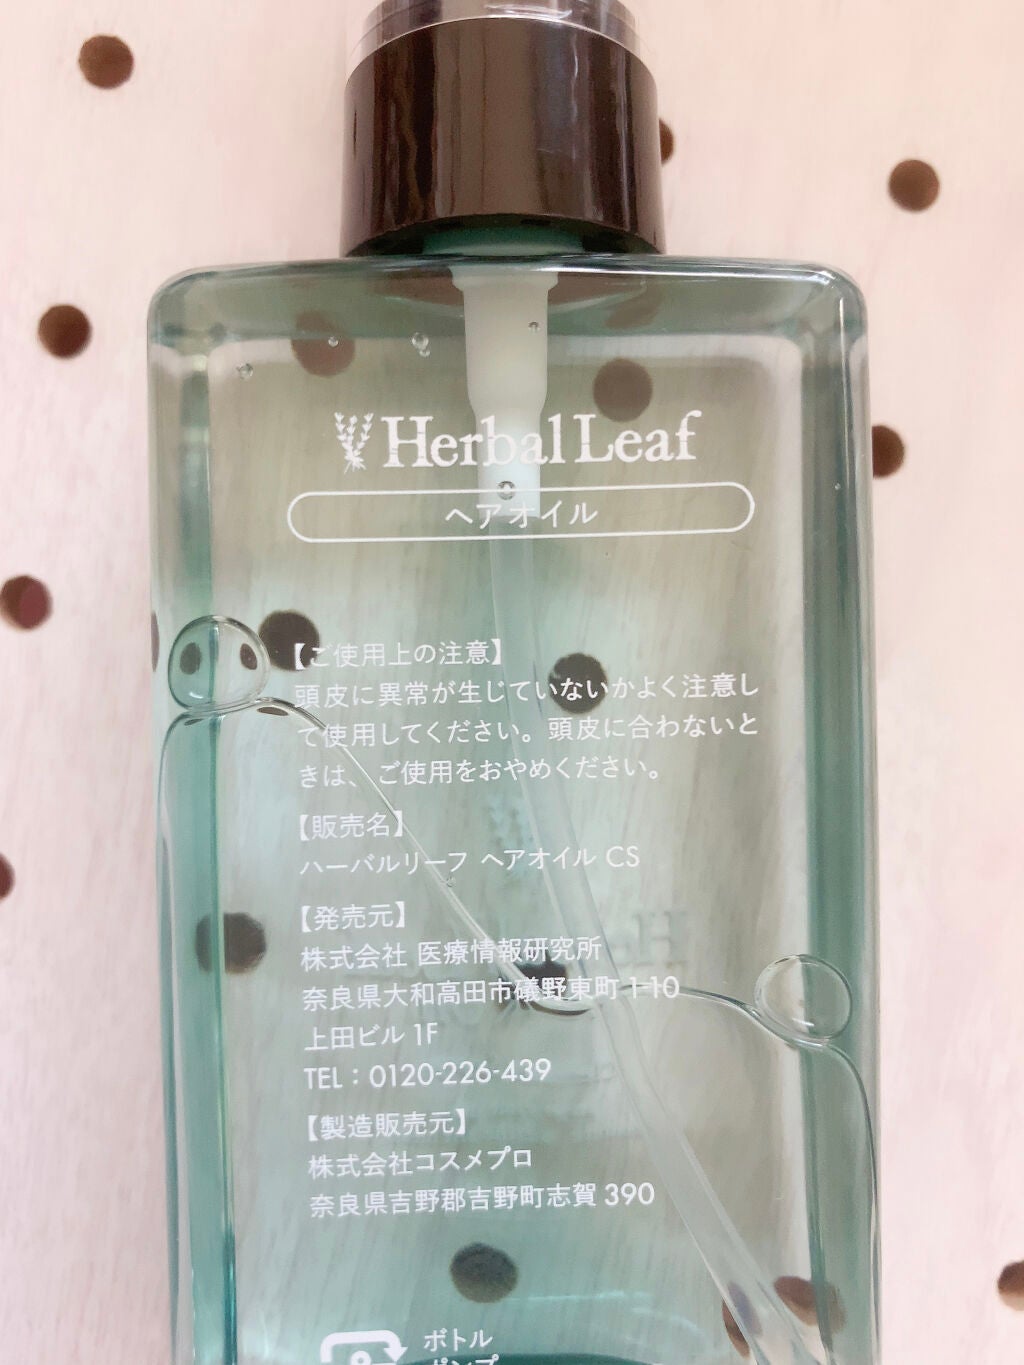 Herbal Leaf
ヘアオイル
【ご使用上の注意】
頭皮に異常が生じていないかよく注意し
て使用してください。頭皮に合わないと
きは、ご使用をおやめください。
【販売名】
ハーバルリーフ ヘアオイル CS
【発売元】
株式会社 医療情報研究所
奈良県大和高田市礒野東町 1-10
上田ビル 1F
TEL：0120-226-439
【製造販売元】
株式会社コスメプロ
奈良県吉野郡吉野町志賀 390
ボトル
ポンプ